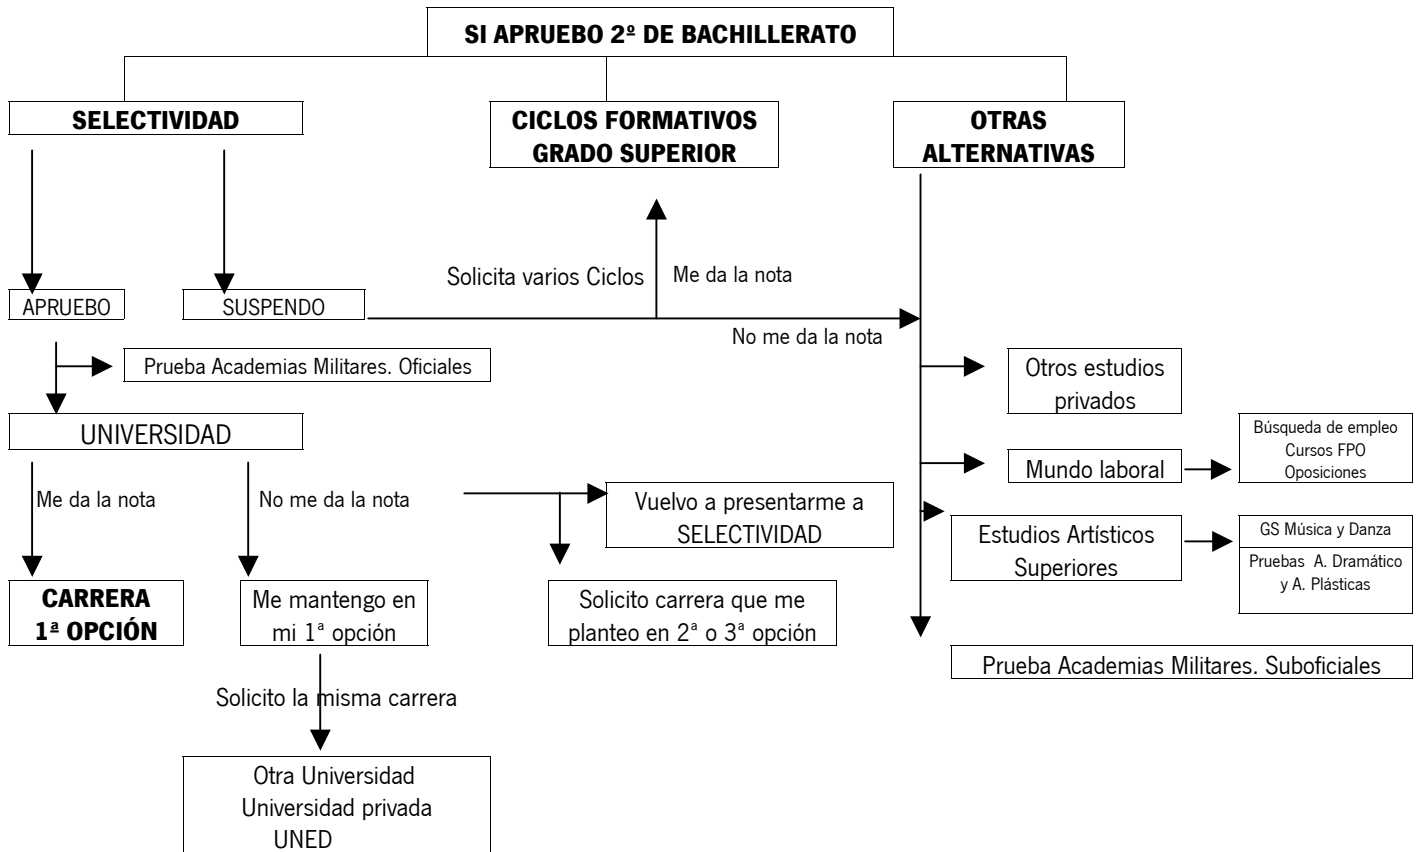 SI APRUEBO 2º DE BACHILLERATO
SELECTIVIDAD
CICLOS FORMATIVOS
GRADO SUPERIOR
OTRAS
ALTERNATIVAS
Solicita varios Ciclos
Me da la nota
APRUEBO
SUSPENDO
No me da la nota
Prueba Academias Militares. Oficiales
Otros estudios
privados
UNIVERSIDAD
Búsqueda de empleo
Cursos FPO
Oposiciones
Mundo laboral
Me da la nota
No me da la nota
Vuelvo a presentarme a
SELECTIVIDAD
Estudios Artísticos
Superiores
GS Música y Danza
Pruebas A. Dramático
y A. Plásticas
CARRERA
1ª OPCIÓN
Me mantengo en
mi 1ª opción
Solicito carrera que me
planteo en 2ª o 3ª opción
Prueba Academias Militares. Suboficiales
Solicito la misma carrera
Otra Universidad
Universidad privada
UNED